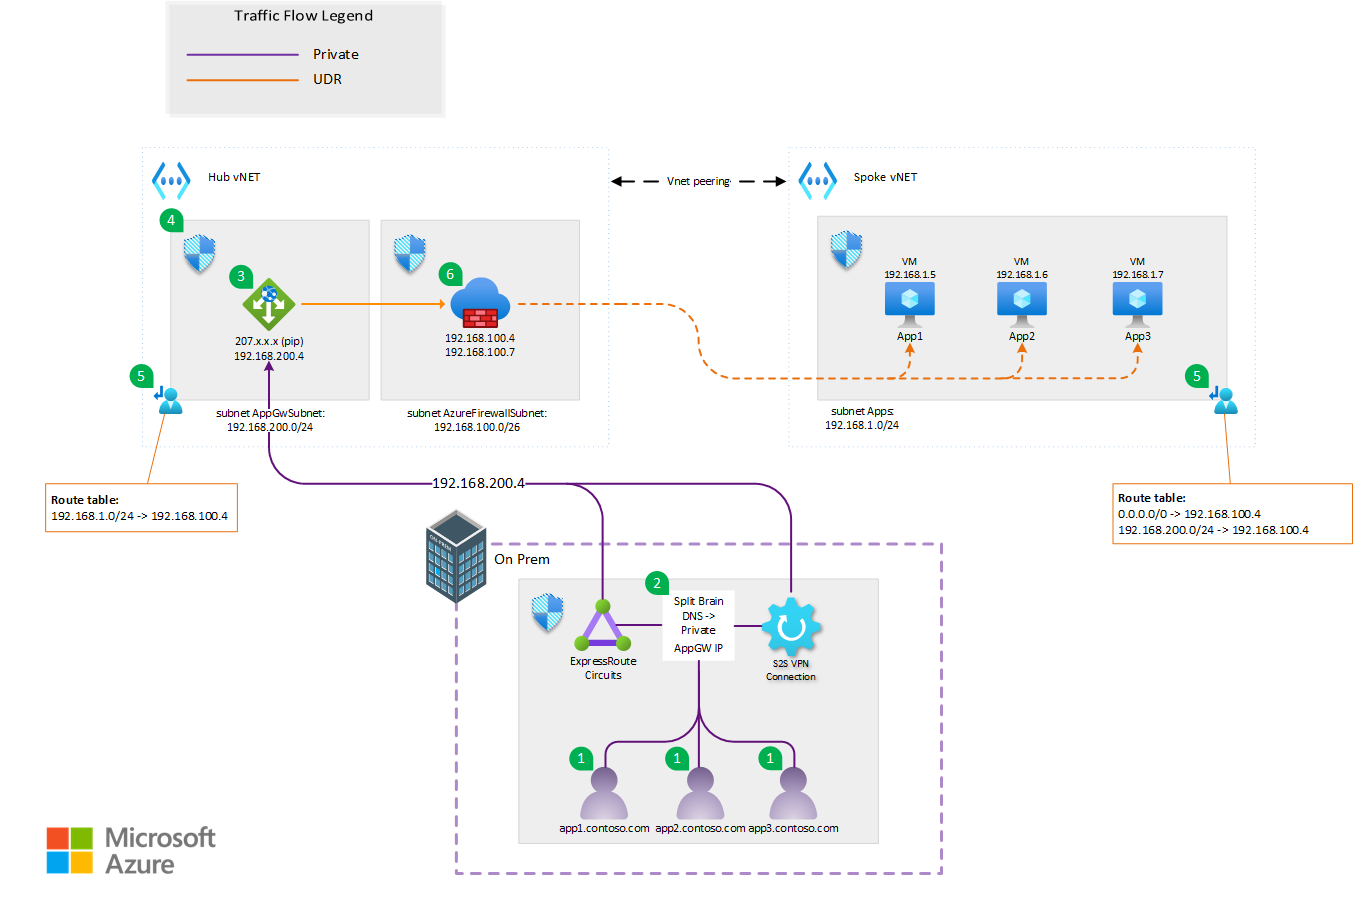 Traffic Flow Legend
Private
UDR
Hub vNET
Vnet peering
Spoke vNET
4
3
6
207.x.x.x (pip)
192.168.200.4
192.168.100.4
192.168.100.7
VM
192.168.1.5
App1
VM
192.168.1.6
App2
VM
192.168.1.7
App3
5
5
subnet AppGwSubnet:
192.168.200.0/24
subnet AzureFirewallSubnet:
192.168.100.0/26
subnet Apps:
192.168.1.0/24
Route table:
192.168.1.0/24 -> 192.168.100.4
192.168.200.4
Route table:
0.0.0.0/0 -> 192.168.100.4
192.168.200.0/24 -> 192.168.100.4
ON-PREM
On Prem
2
Split Brain
DNS ->
Private
AppGW IP
ExpressRoute
Circuits
S2S VPN
Connection
1
1
1
app1.contoso.com
app2.contoso.com
app3.contoso.com
Microsoft
Azure